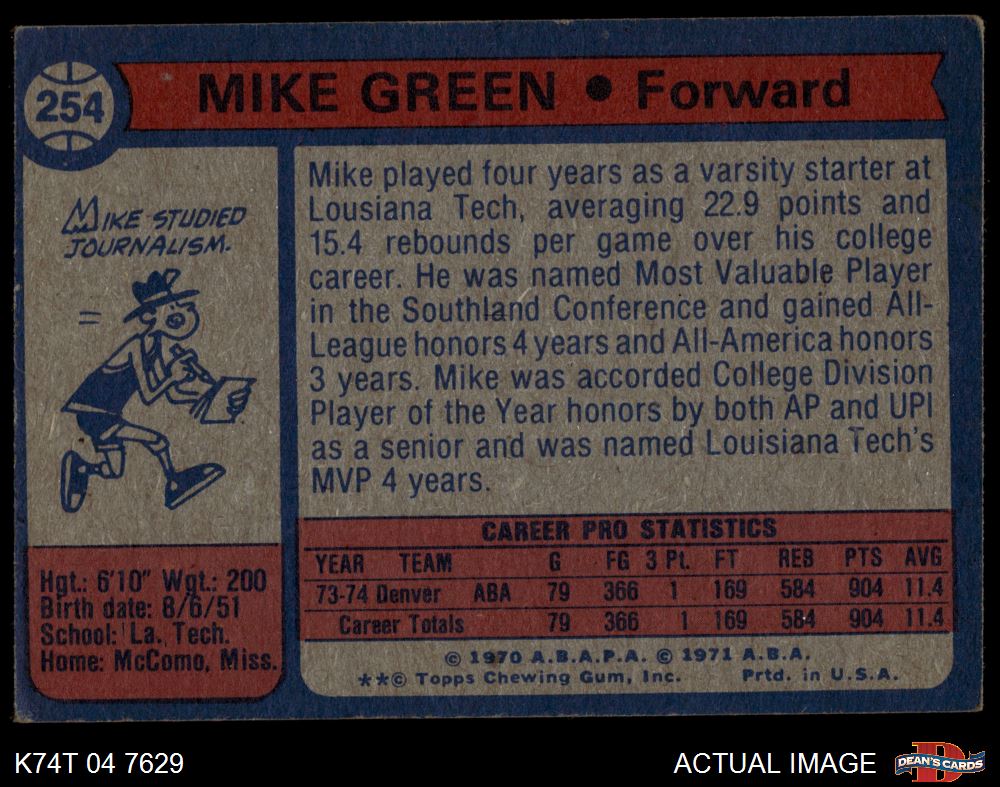 254
MIKE GREEN ● Forward
MIKE STUDIED
JOURNALISM.
Mike played four years as a varsity starter at
Lousiana Tech, averaging 22.9 points and
15.4 rebounds per game over his college
career. He was named Most Valuable Player
in the Southland Conference and gained All-
League honors 4 years and All-America honors
3 years. Mike was accorded College Division
Player of the Year honors by both AP and UPI
as a senior and was named Louisiana Tech's
MVP 4 years.
Hgt.: 6'10" Wgt.: 200
Birth date: 8/6/51
School: La. Tech.
Home: McComo, Miss.
CAREER PRO STATISTICS
YEAR TEAM G FG 3 Pt. FT REB PTS AVG
73-74 Denver ABA 79 366 1 169 584 904 11.4
Career Totals 79 366 1 169 584 904 11.4
© 1970 A.B.A.P.A. © 1971 A.B.A.
**© Topps Chewing Gum, Inc. Prtd. in U.S.A.
K74T 04 7629
ACTUAL IMAGE
D DEAN'S CARDS